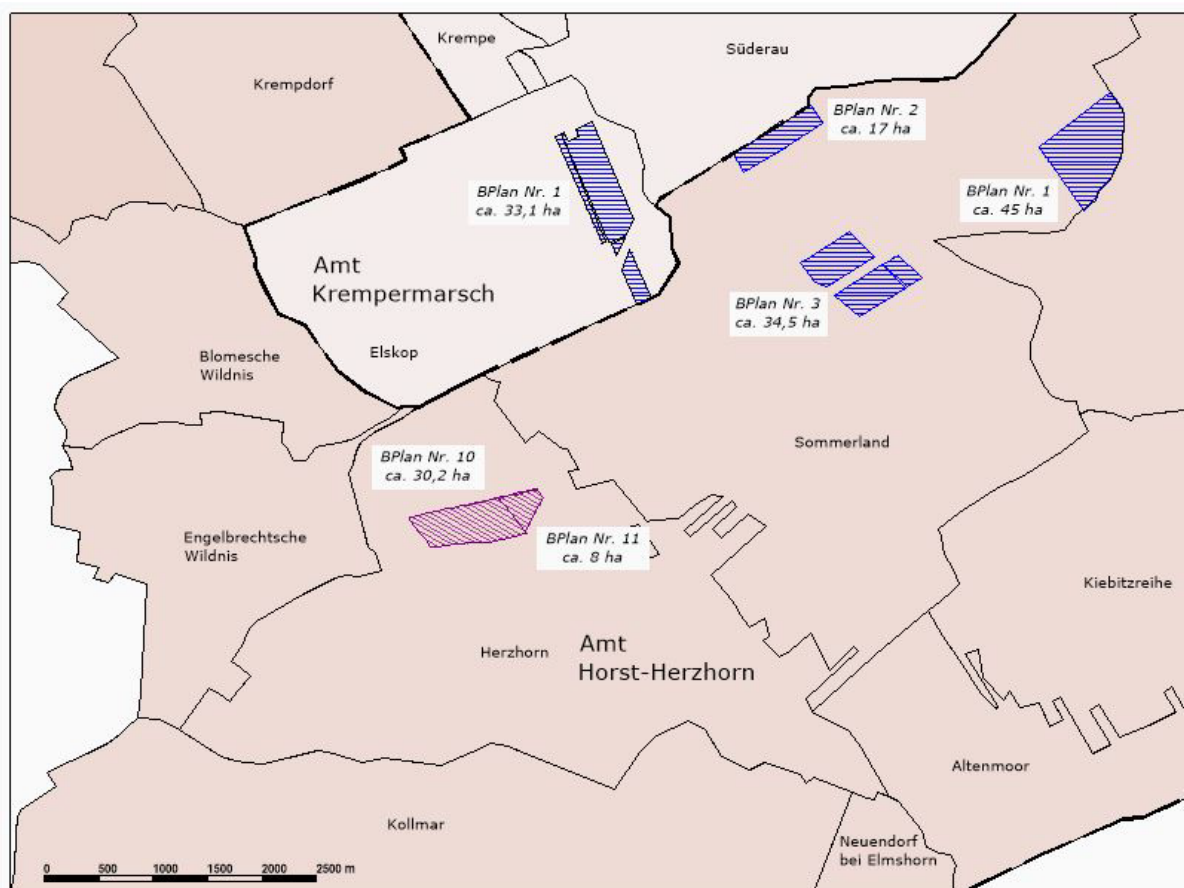 Krempe
Süderau
Krempdorf
BPlan Nr. 2
ca. 17 ha
BPlan Nr. 1
ca. 33,1 ha
BPlan Nr. 1
ca. 45 ha
Amt
Krempermarsch
BPlan Nr. 3
ca. 34,5 ha
Elskop
Blomesche
Wildnis
Sommerland
BPlan Nr. 10
ca. 30,2 ha
Engelbrechtsche
Wildnis
BPlan Nr. 11
ca. 8 ha
Kiebitzreihe
Herzhorn
Amt
Horst-Herzhorn
Altenmoor
Kollmar
Neuendorf
bei Elmshorn
0 500 1000 1500 2000 2500 m